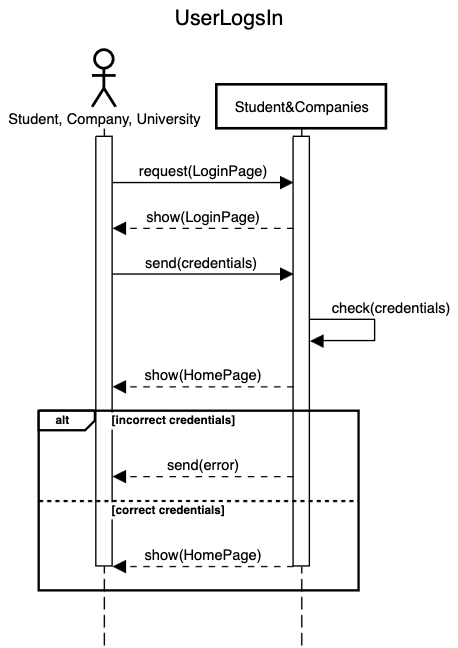 UserLogsIn
Student, Company, University
Student&Companies
request(LoginPage)
show(LoginPage)
send(credentials)
check(credentials)
show(HomePage)
alt
[incorrect credentials]
send(error)
[correct credentials]
show(HomePage)